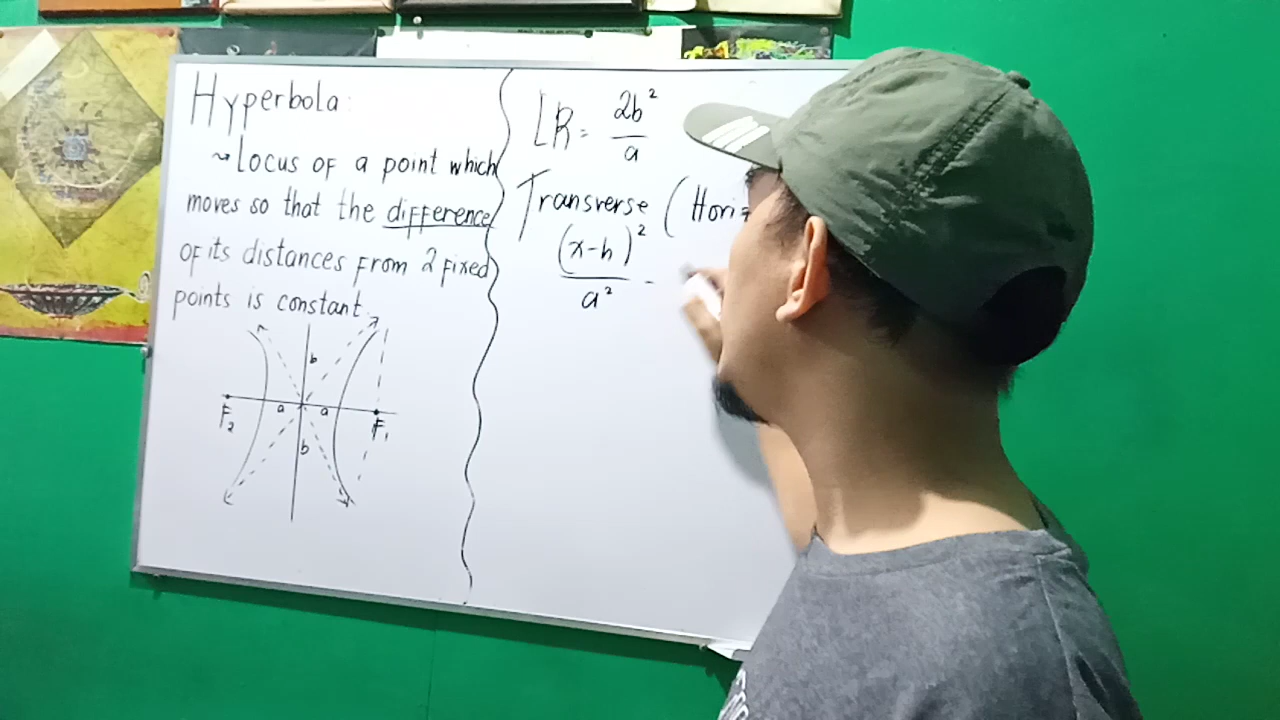 Hyperbola:
~ Locus of a point which
moves so that the difference
of its distances from 2 fixed
points is constant
b
F₂ a a F₁
b
LR = 2b²/a
Transverse (Hori
(x-h)²/a² -